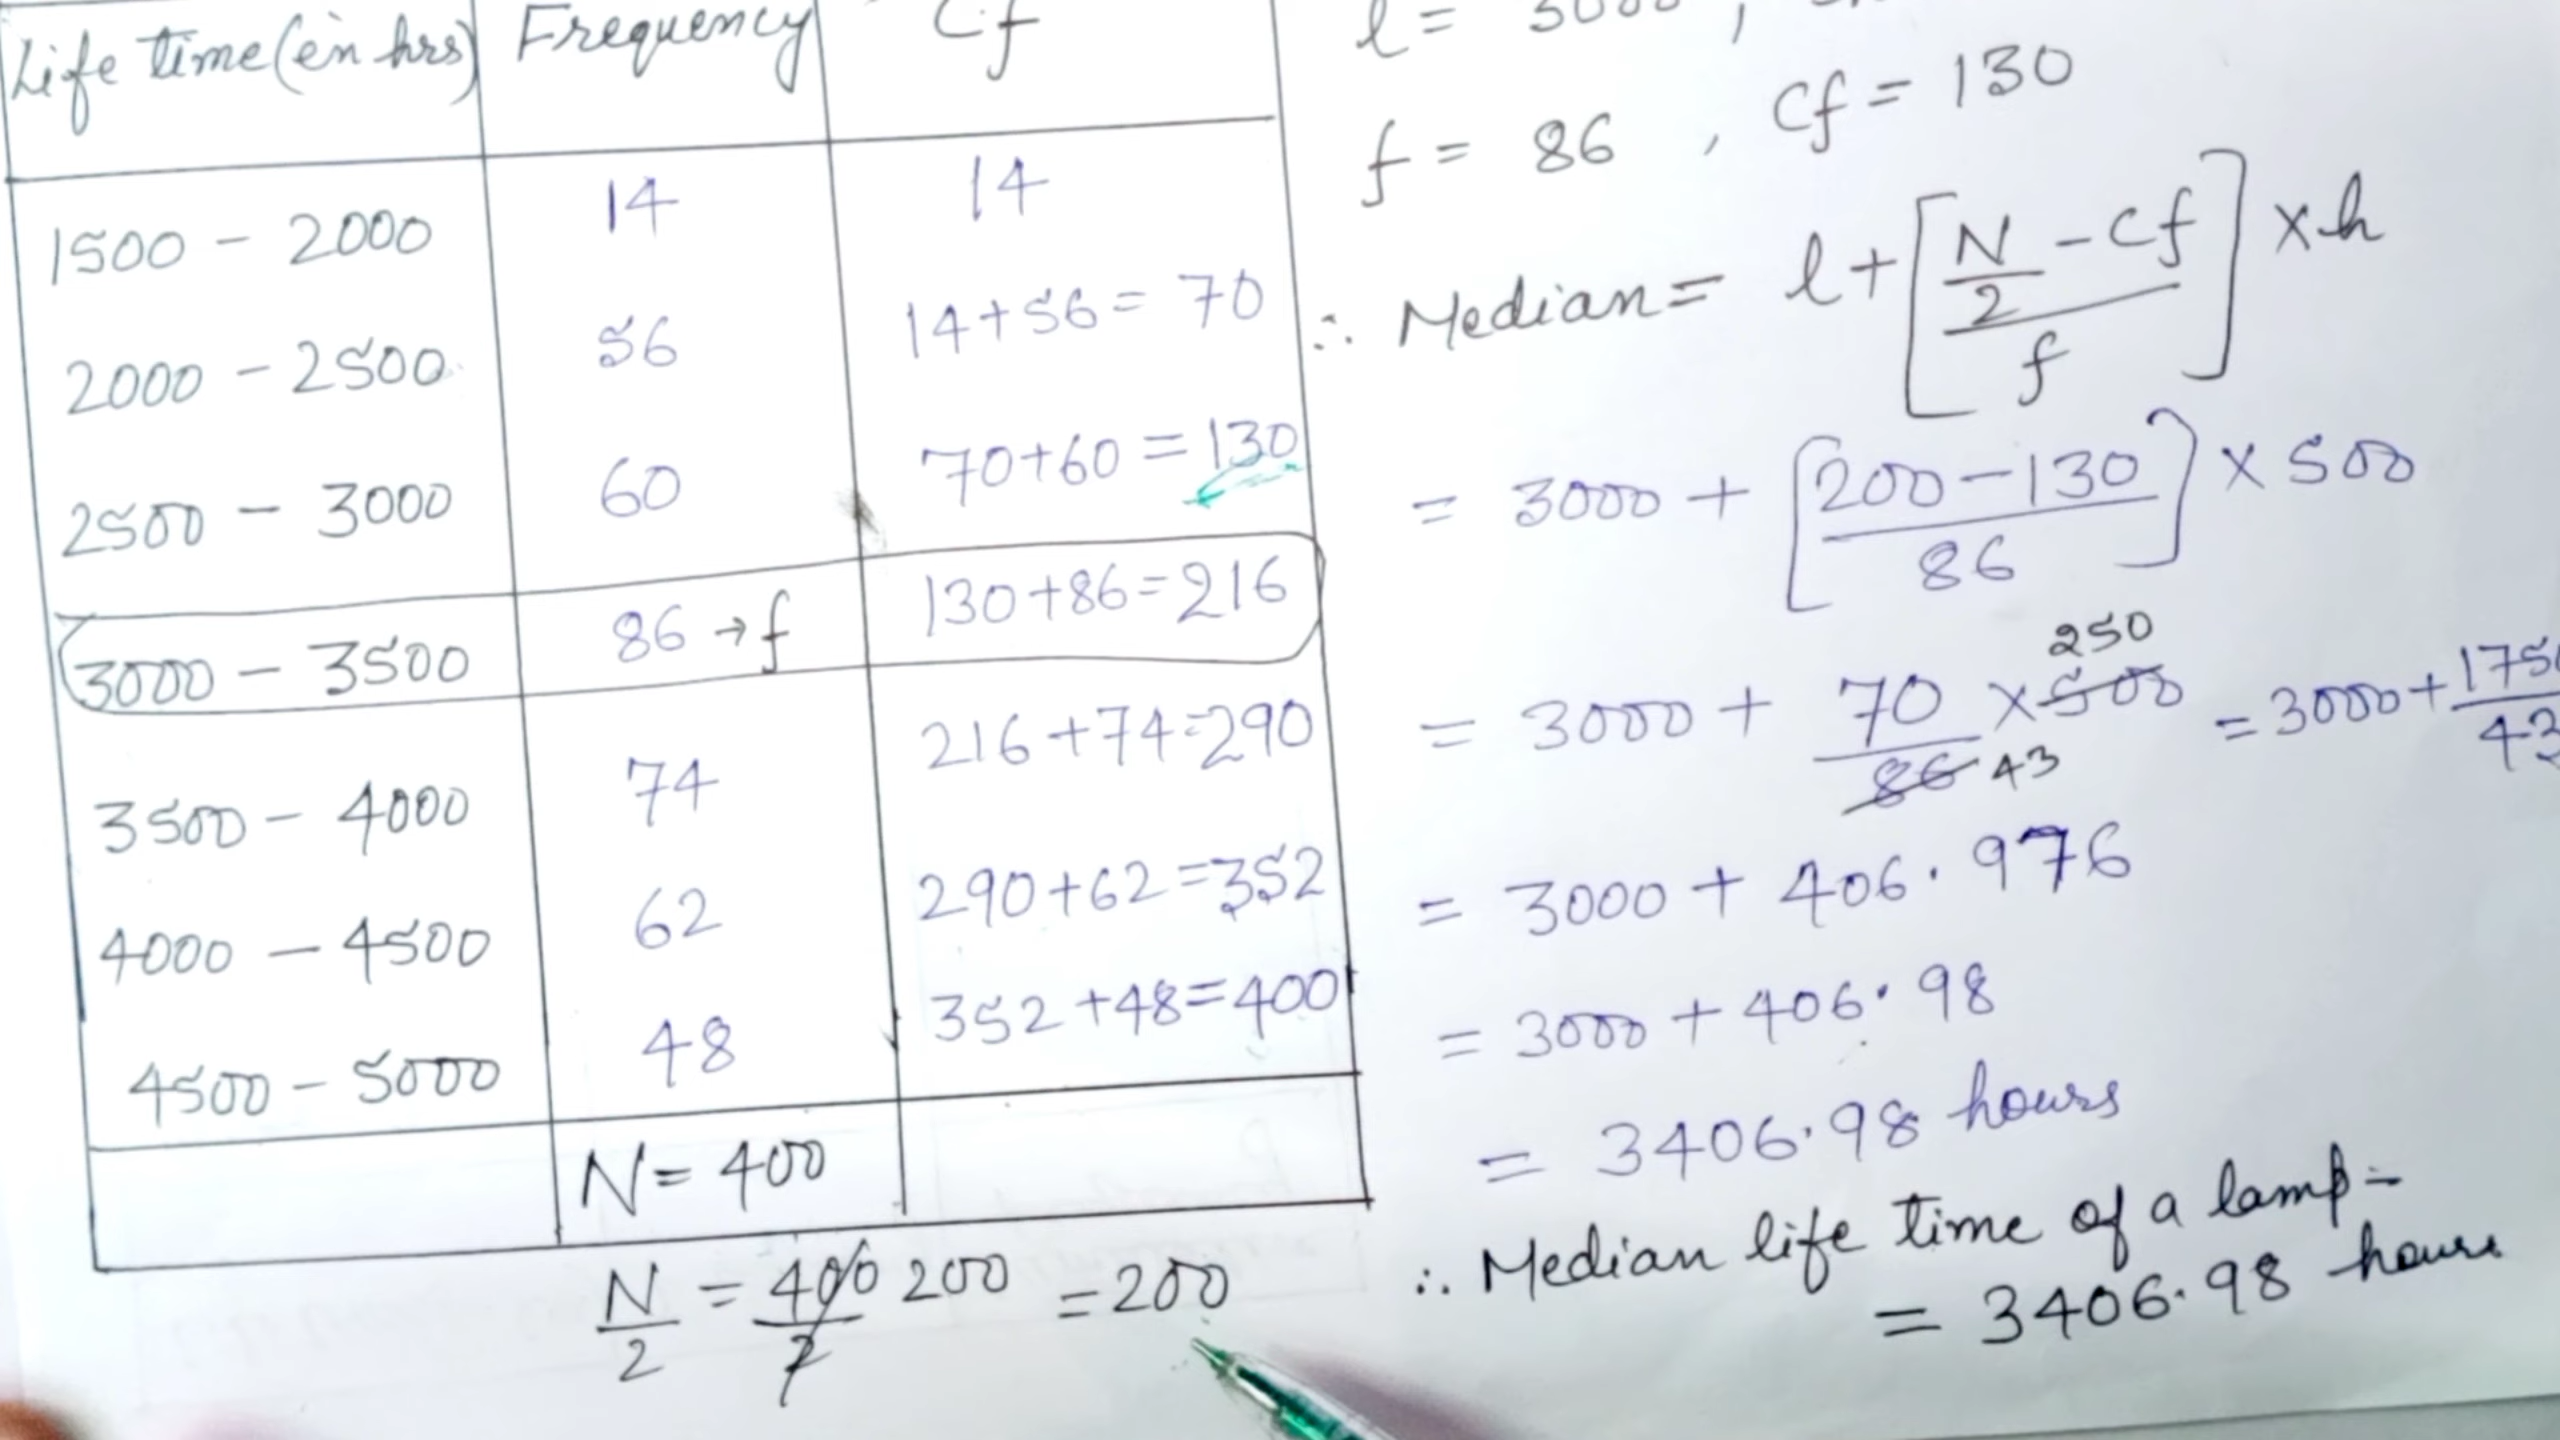 Life time (in hrs) Frequency Cf
1500 - 2000 14 14
2000 - 2500 56 14+56= 70
2500 - 3000 60 70+60 = 130
3000 - 3500 86 → f 130+86=216
3500 - 4000 74 216+74=290
4000 - 4500 62 290+62=352
4500 - 5000 48 352+48=400
N= 400
N/2 = 400/2 200 = 200
l = 3000 ,
f = 86 , Cf = 130
∴ Median = l + [N/2 - Cf / f] × h
= 3000 + [200-130 / 86] × 500
= 3000 + 70/86 43 × 500 250 = 3000 + 175
= 3000 + 406.976
= 3000 + 406.98
= 3406.98 hours
∴ Median life time of a lamp =
= 3406.98 hours